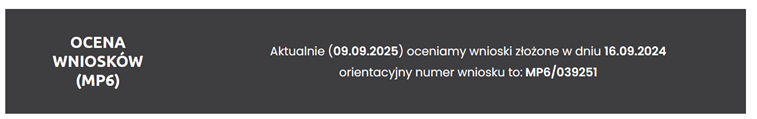 OCENA
WNIOSKÓW
(MP6)
Aktualnie (09.09.2025) oceniamy wnioski złożone w dniu 16.09.2024
orientacyjny numer wniosku to: MP6/039251